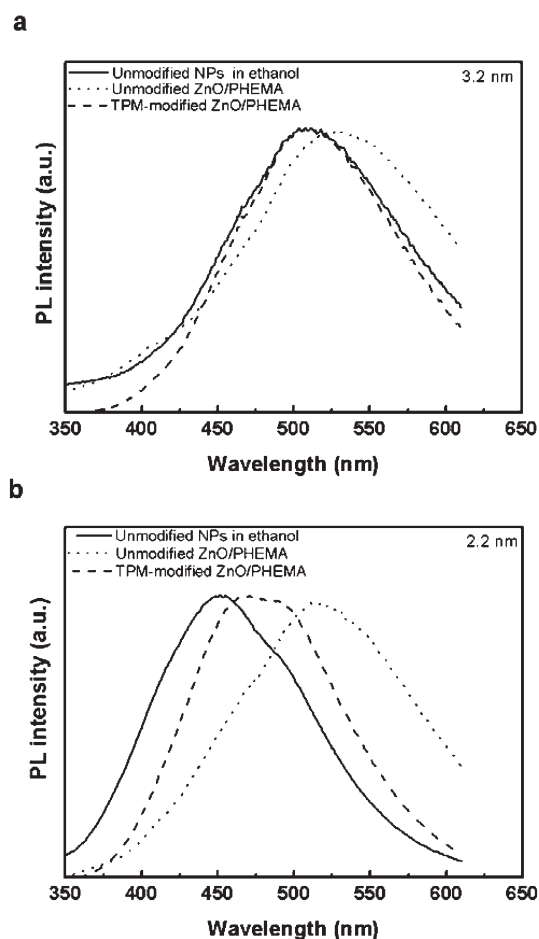 a
Unmodified NPs in ethanol
3.2 nm
Unmodified ZnO/PHEMA
TPM-modified ZnO/PHEMA
PL intensity (a.u.)
350 400 450 500 550 600 650
Wavelength (nm)
b
Unmodified NPs in ethanol
2.2 nm
Unmodified ZnO/PHEMA
TPM-modified ZnO/PHEMA
PL intensity (a.u.)
350 400 450 500 550 600 650
Wavelength (nm)